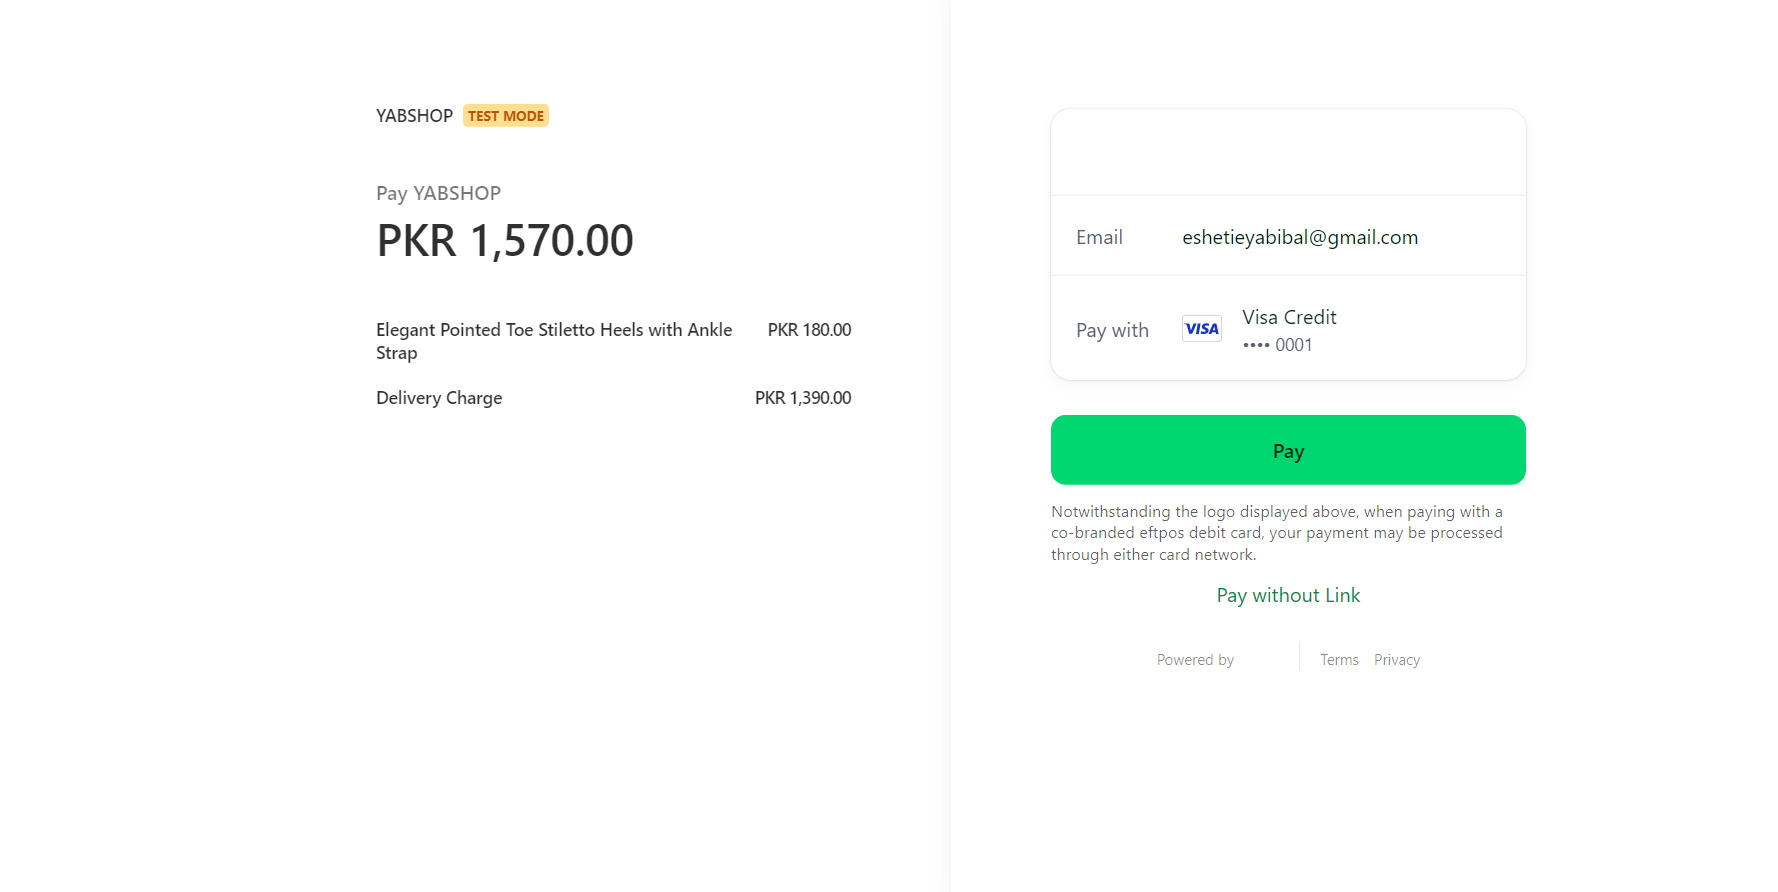 YABSHOP TEST MODE
Pay YABSHOP
PKR 1,570.00
Elegant Pointed Toe Stiletto Heels with Ankle PKR 180.00
Strap
Delivery Charge PKR 1,390.00
Email eshetieyabibal@gmail.com
Pay with VISA Visa Credit
•••• 0001
Pay
Notwithstanding the logo displayed above, when paying with a
co-branded eftpos debit card, your payment may be processed
through either card network.
Pay without Link
Powered by
Terms Privacy